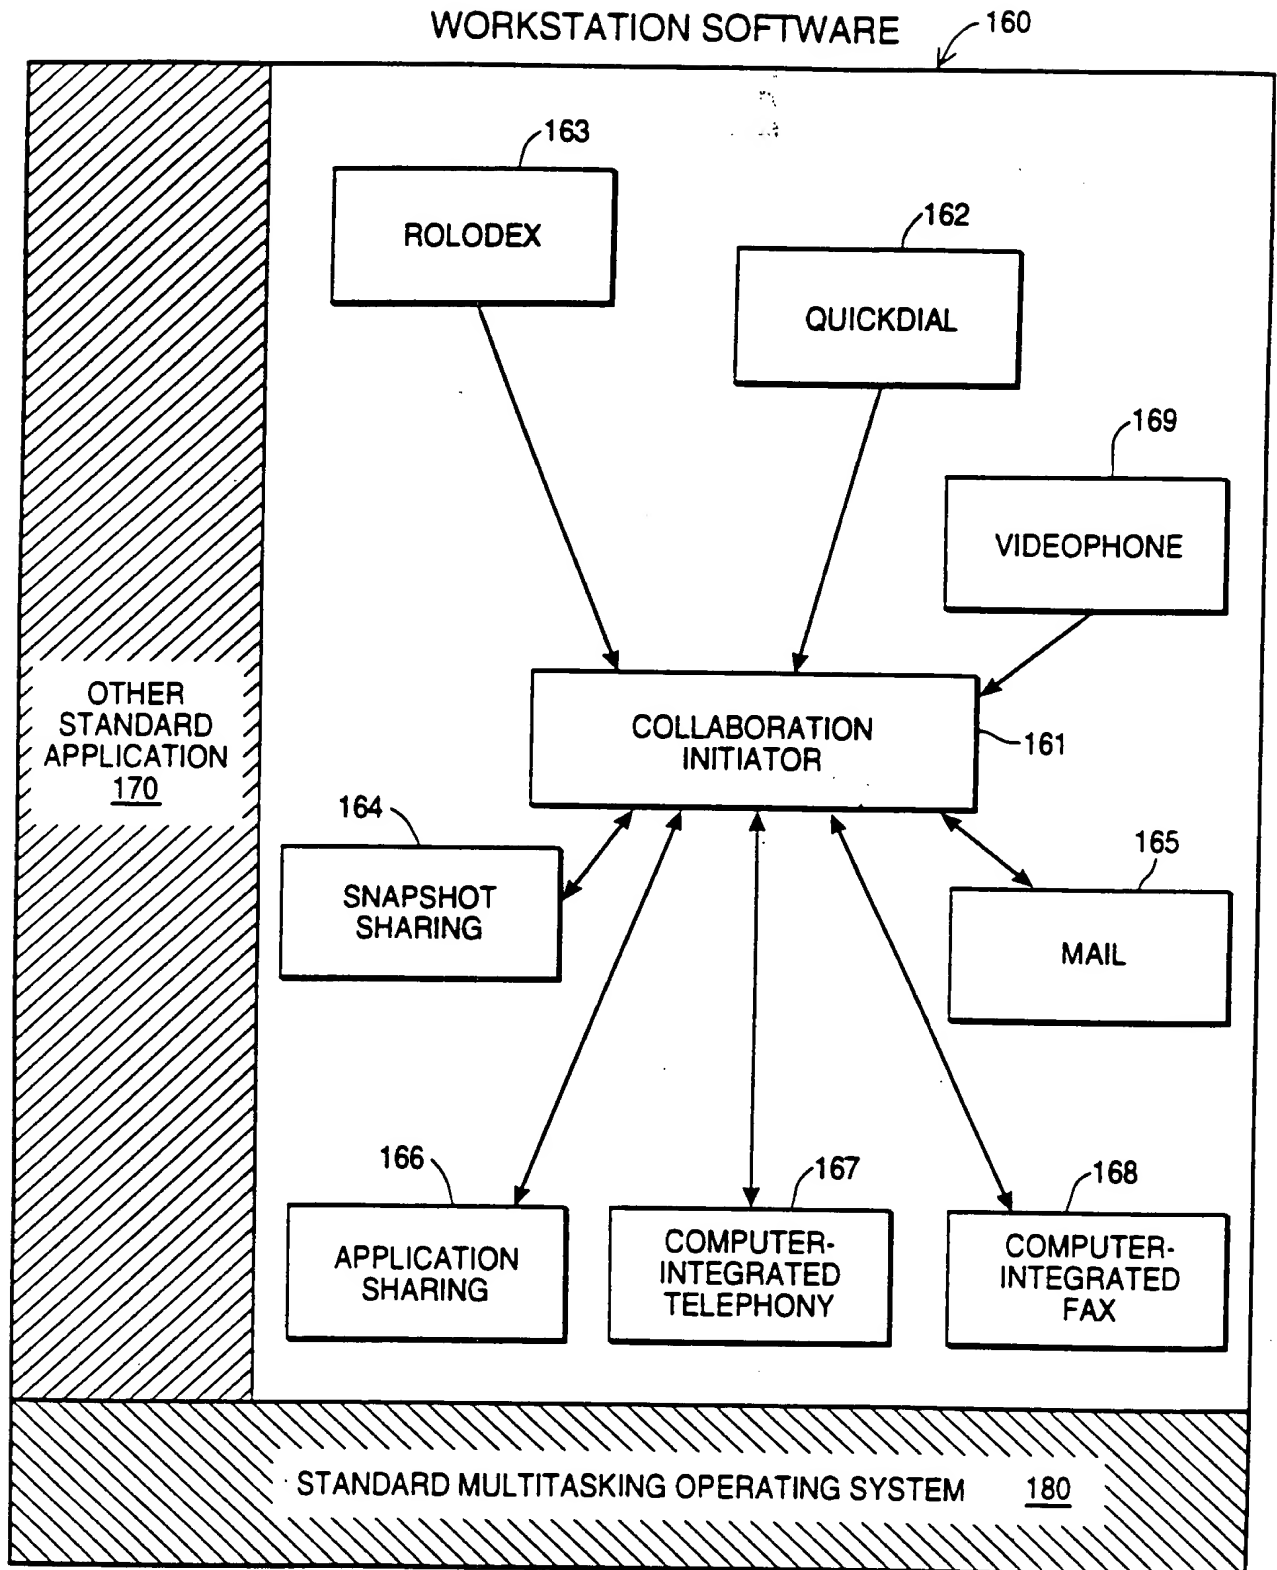 WORKSTATION SOFTWARE
160
163
ROLODEX
162
QUICKDIAL
169
VIDEOPHONE
OTHER
STANDARD
APPLICATION
170
COLLABORATION
INITIATOR
161
164
SNAPSHOT
SHARING
165
MAIL
166
APPLICATION
SHARING
167
COMPUTER-
INTEGRATED
TELEPHONY
168
COMPUTER-
INTEGRATED
FAX
STANDARD MULTITASKING OPERATING SYSTEM 180